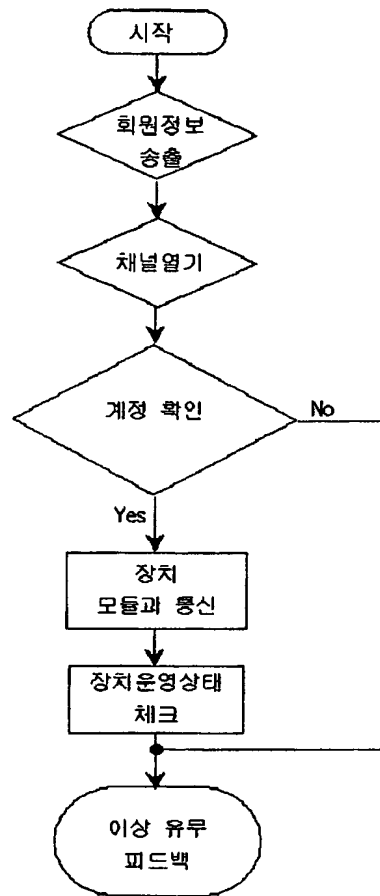 시작
회원정보
송출
채널열기
계정 확인
No
Yes
장치
모듈과 통신
장치운영상태
체크
이상 유무
피드백